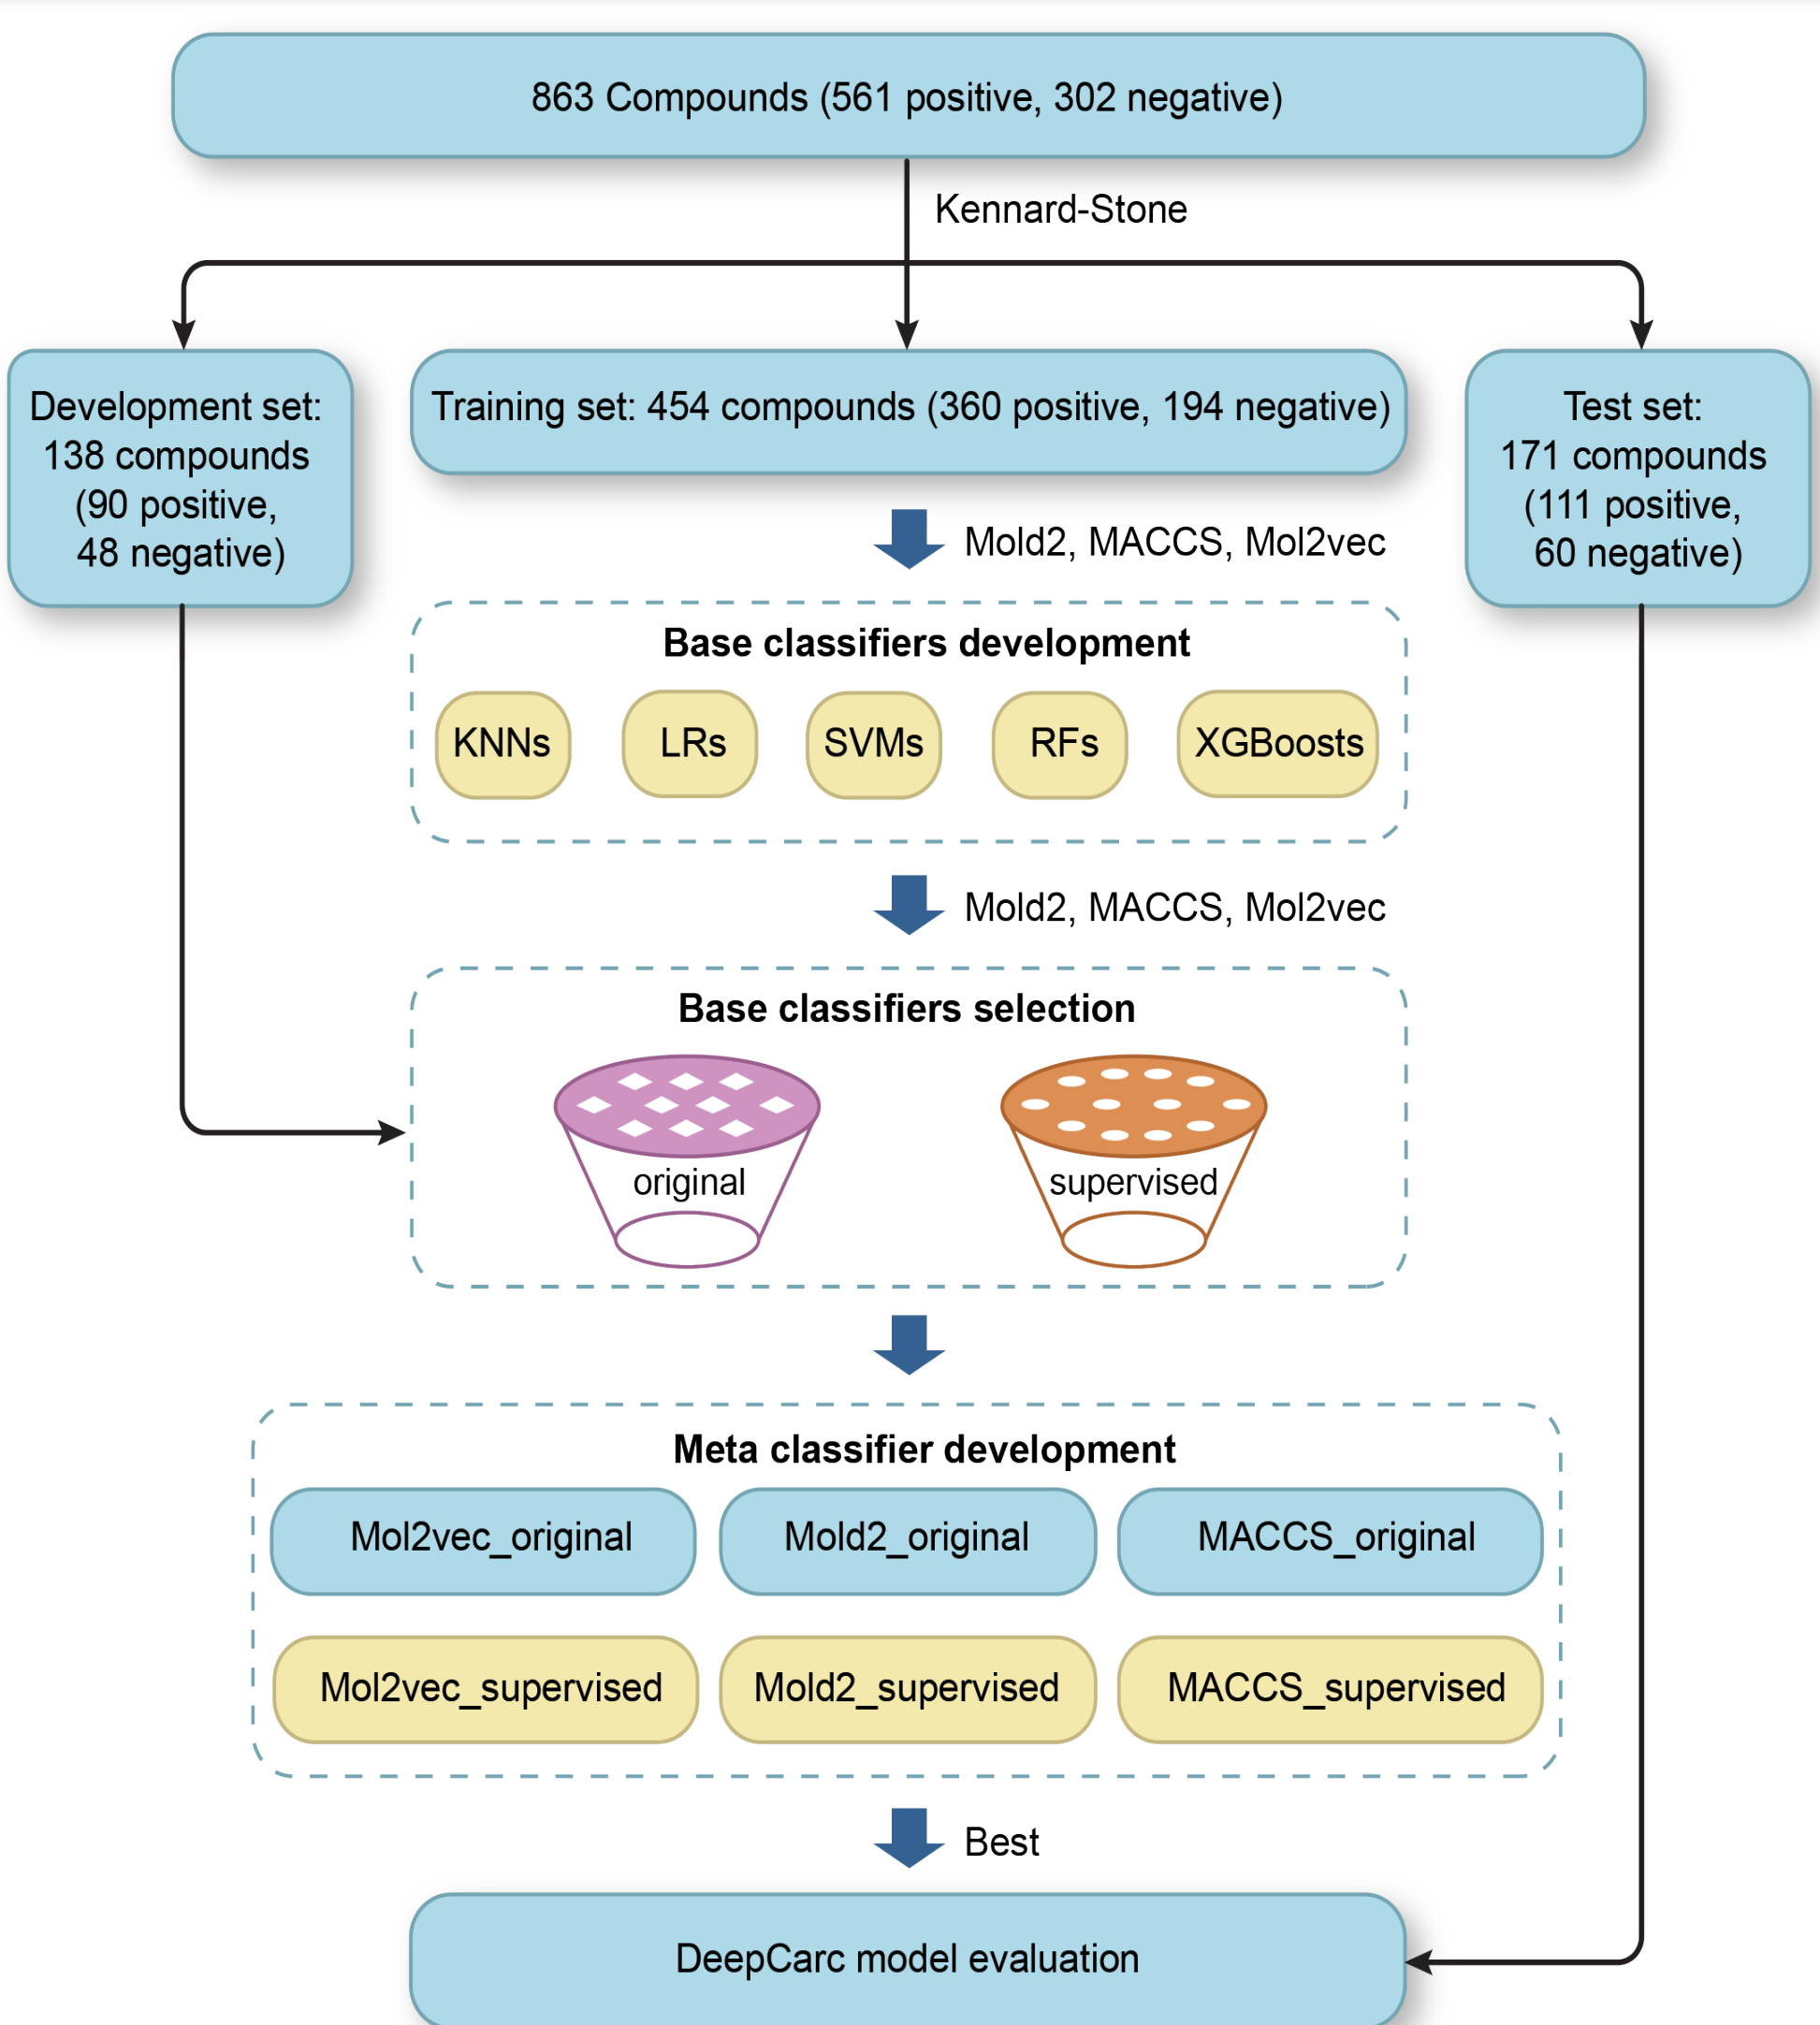 863 Compounds (561 positive, 302 negative)
Kennard-Stone
Development set:
138 compounds
(90 positive,
48 negative)
Training set: 454 compounds (360 positive, 194 negative)
Test set:
171 compounds
(111 positive,
60 negative)
Mold2, MACCS, Mol2vec
Base classifiers development
KNNs
LRs
SVMs
RFs
XGBoosts
Mold2, MACCS, Mol2vec
Base classifiers selection
original
supervised
Meta classifier development
Mol2vec_original
Mold2_original
MACCS_original
Mol2vec_supervised
Mold2_supervised
MACCS_supervised
Best
DeepCarc model evaluation